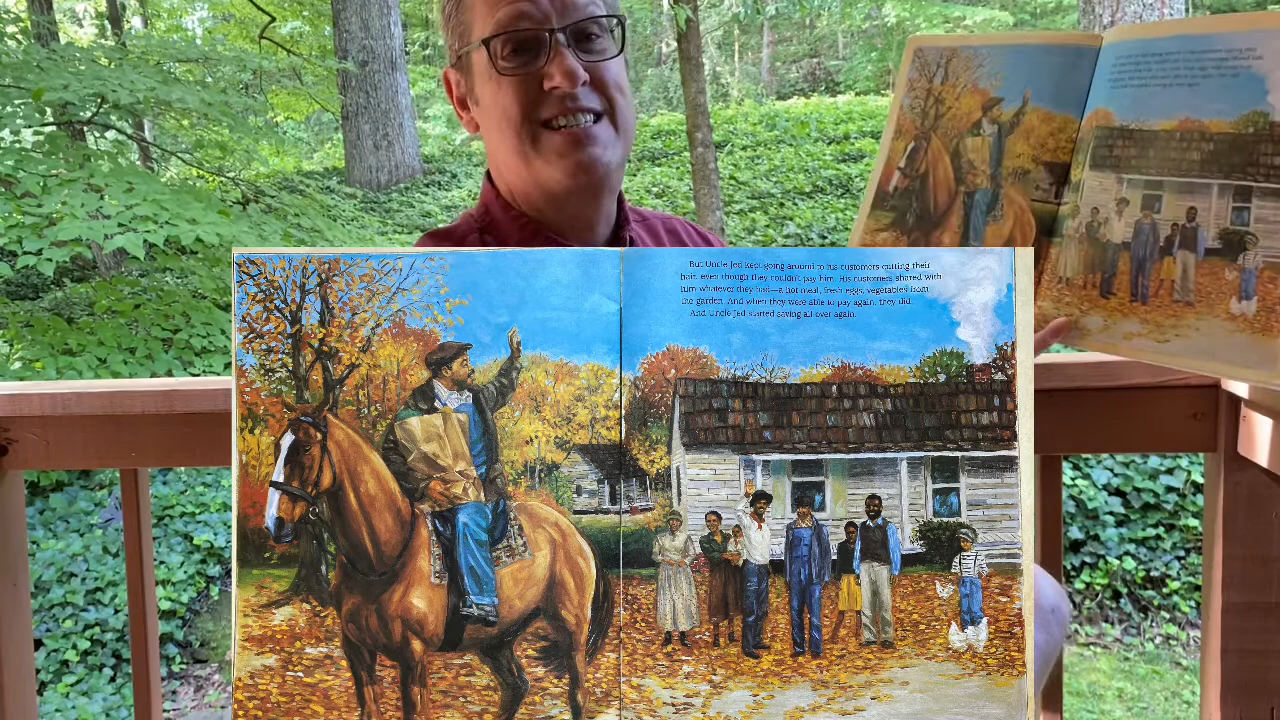 But Uncle Jed kept going around to his customers cutting their
hair, even though they couldn't pay him. His customers shared with
him whatever they had—a hot meal, fresh eggs, vegetables from
the garden. And when they were able to pay again, they did.
And Uncle Jed started saving all over again.